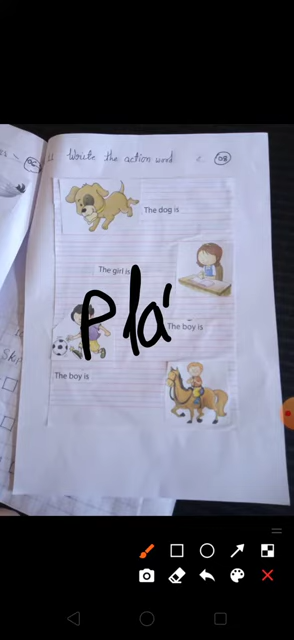 Write the action word
The dog is
The girl is
Pla
The boy is
The boy is